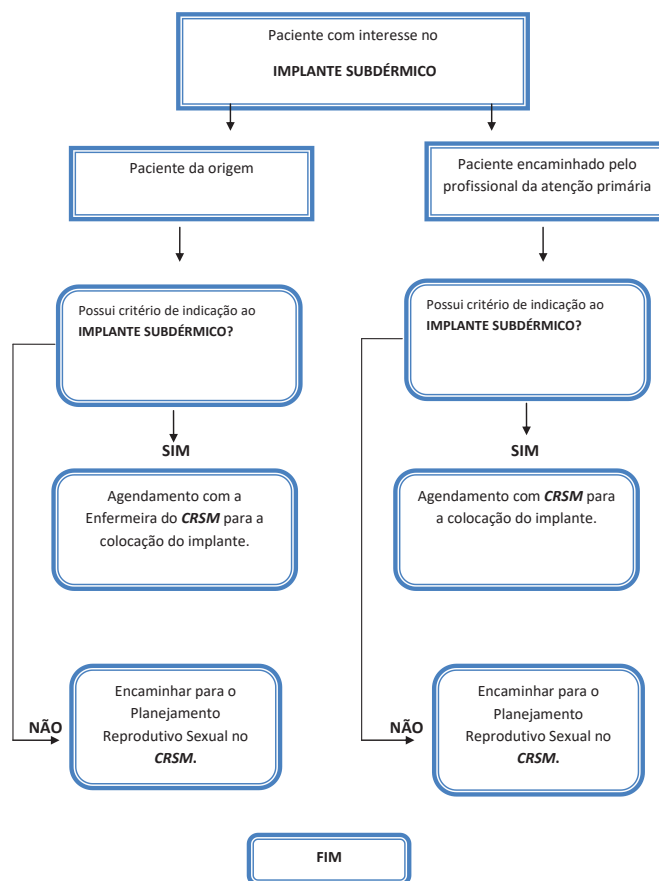 Paciente com interesse no
IMPLANTE SUBDÉRMICO
Paciente da origem
Paciente encaminhado pelo
profissional da atenção primária
Possui critério de indicação ao
IMPLANTE SUBDÉRMICO?
Possui critério de indicação ao
IMPLANTE SUBDÉRMICO?
SIM
SIM
Agendamento com a
Enfermeira do CRSM para a
colocação do implante.
Agendamento com CRSM para
a colocação do implante.
NÃO
Encaminhar para o
Planejamento
Reprodutivo Sexual no
CRSM.
NÃO
Encaminhar para o
Planejamento
Reprodutivo Sexual no
CRSM.
FIM